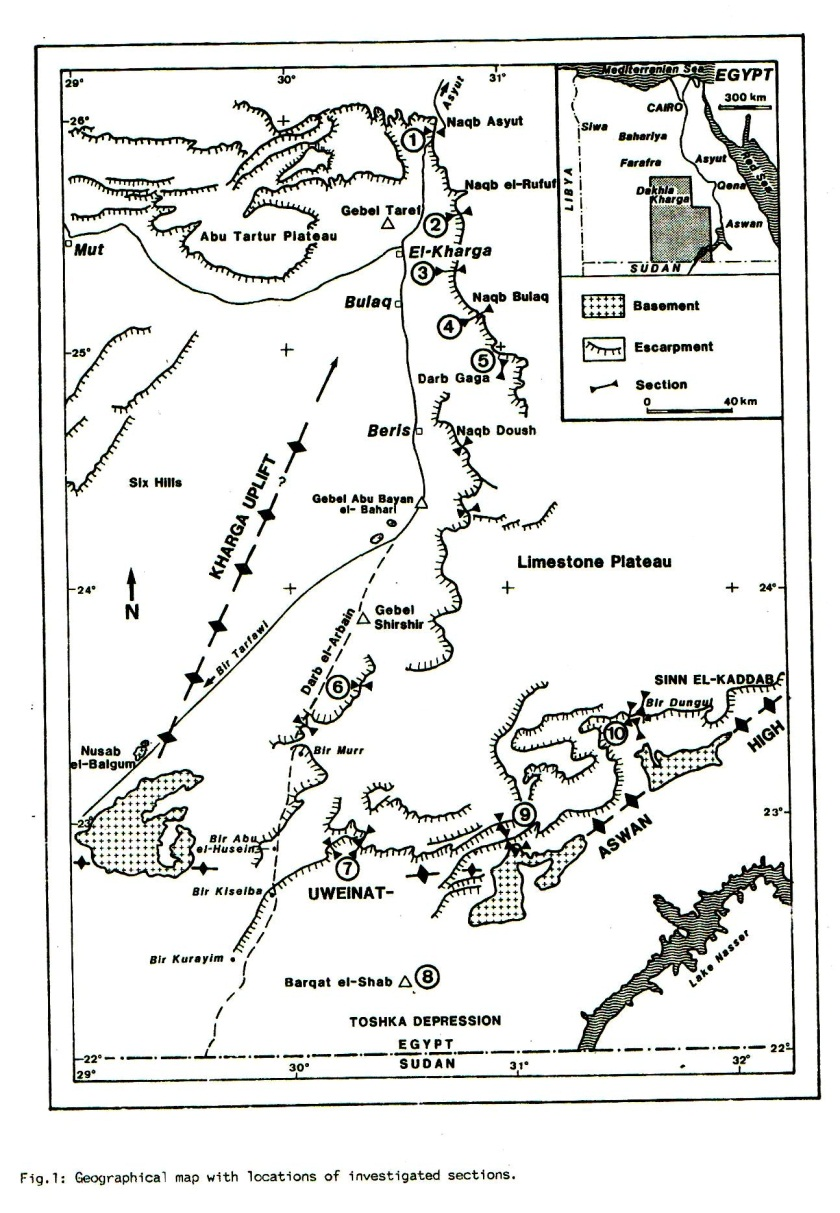 29°
30°
31°
26°
Asyut
Naqb Asyut
1
Naqb el-Rufuf
Gebel Taref
2
Abu Tartur Plateau
Mut
El-Kharga
3
Bulaq
Naqb Bulaq
4
25°
5
Darb Gaga
Beris
Naqb Doush
Six Hills
KHARGA UPLIFT
?
Gebel Abu Bayan
el-Bahari
Limestone Plateau
24°
24°
N
Gebel
Shirshir
Darb el-Arbain
Bir Tarfawi
6
SINN EL-KADDAB
Bir Dungul
10
HIGH
Nusab
el-Balgum
Bir Murr
23°
23°
9
ASWAN
Bir Abu
el-Husein
7
Bir Kiseiba
UWEINAT-
Bir Kurayim
Barqat el-Shab
8
Lake Nasser
TOSHKA DEPRESSION
EGYPT
22°
22°
SUDAN
29°
30°
31°
32°
Mediterranean Sea
EGYPT
300 km
CAIRO
Siwa
Bahariya
Farafra
Asyut
Red Sea
LIBYA
Dakhla
Kharga
Qena
Aswan
SUDAN
Basement
Escarpment
Section
0 40 km
Fig.1: Geographical map with locations of investigated sections.